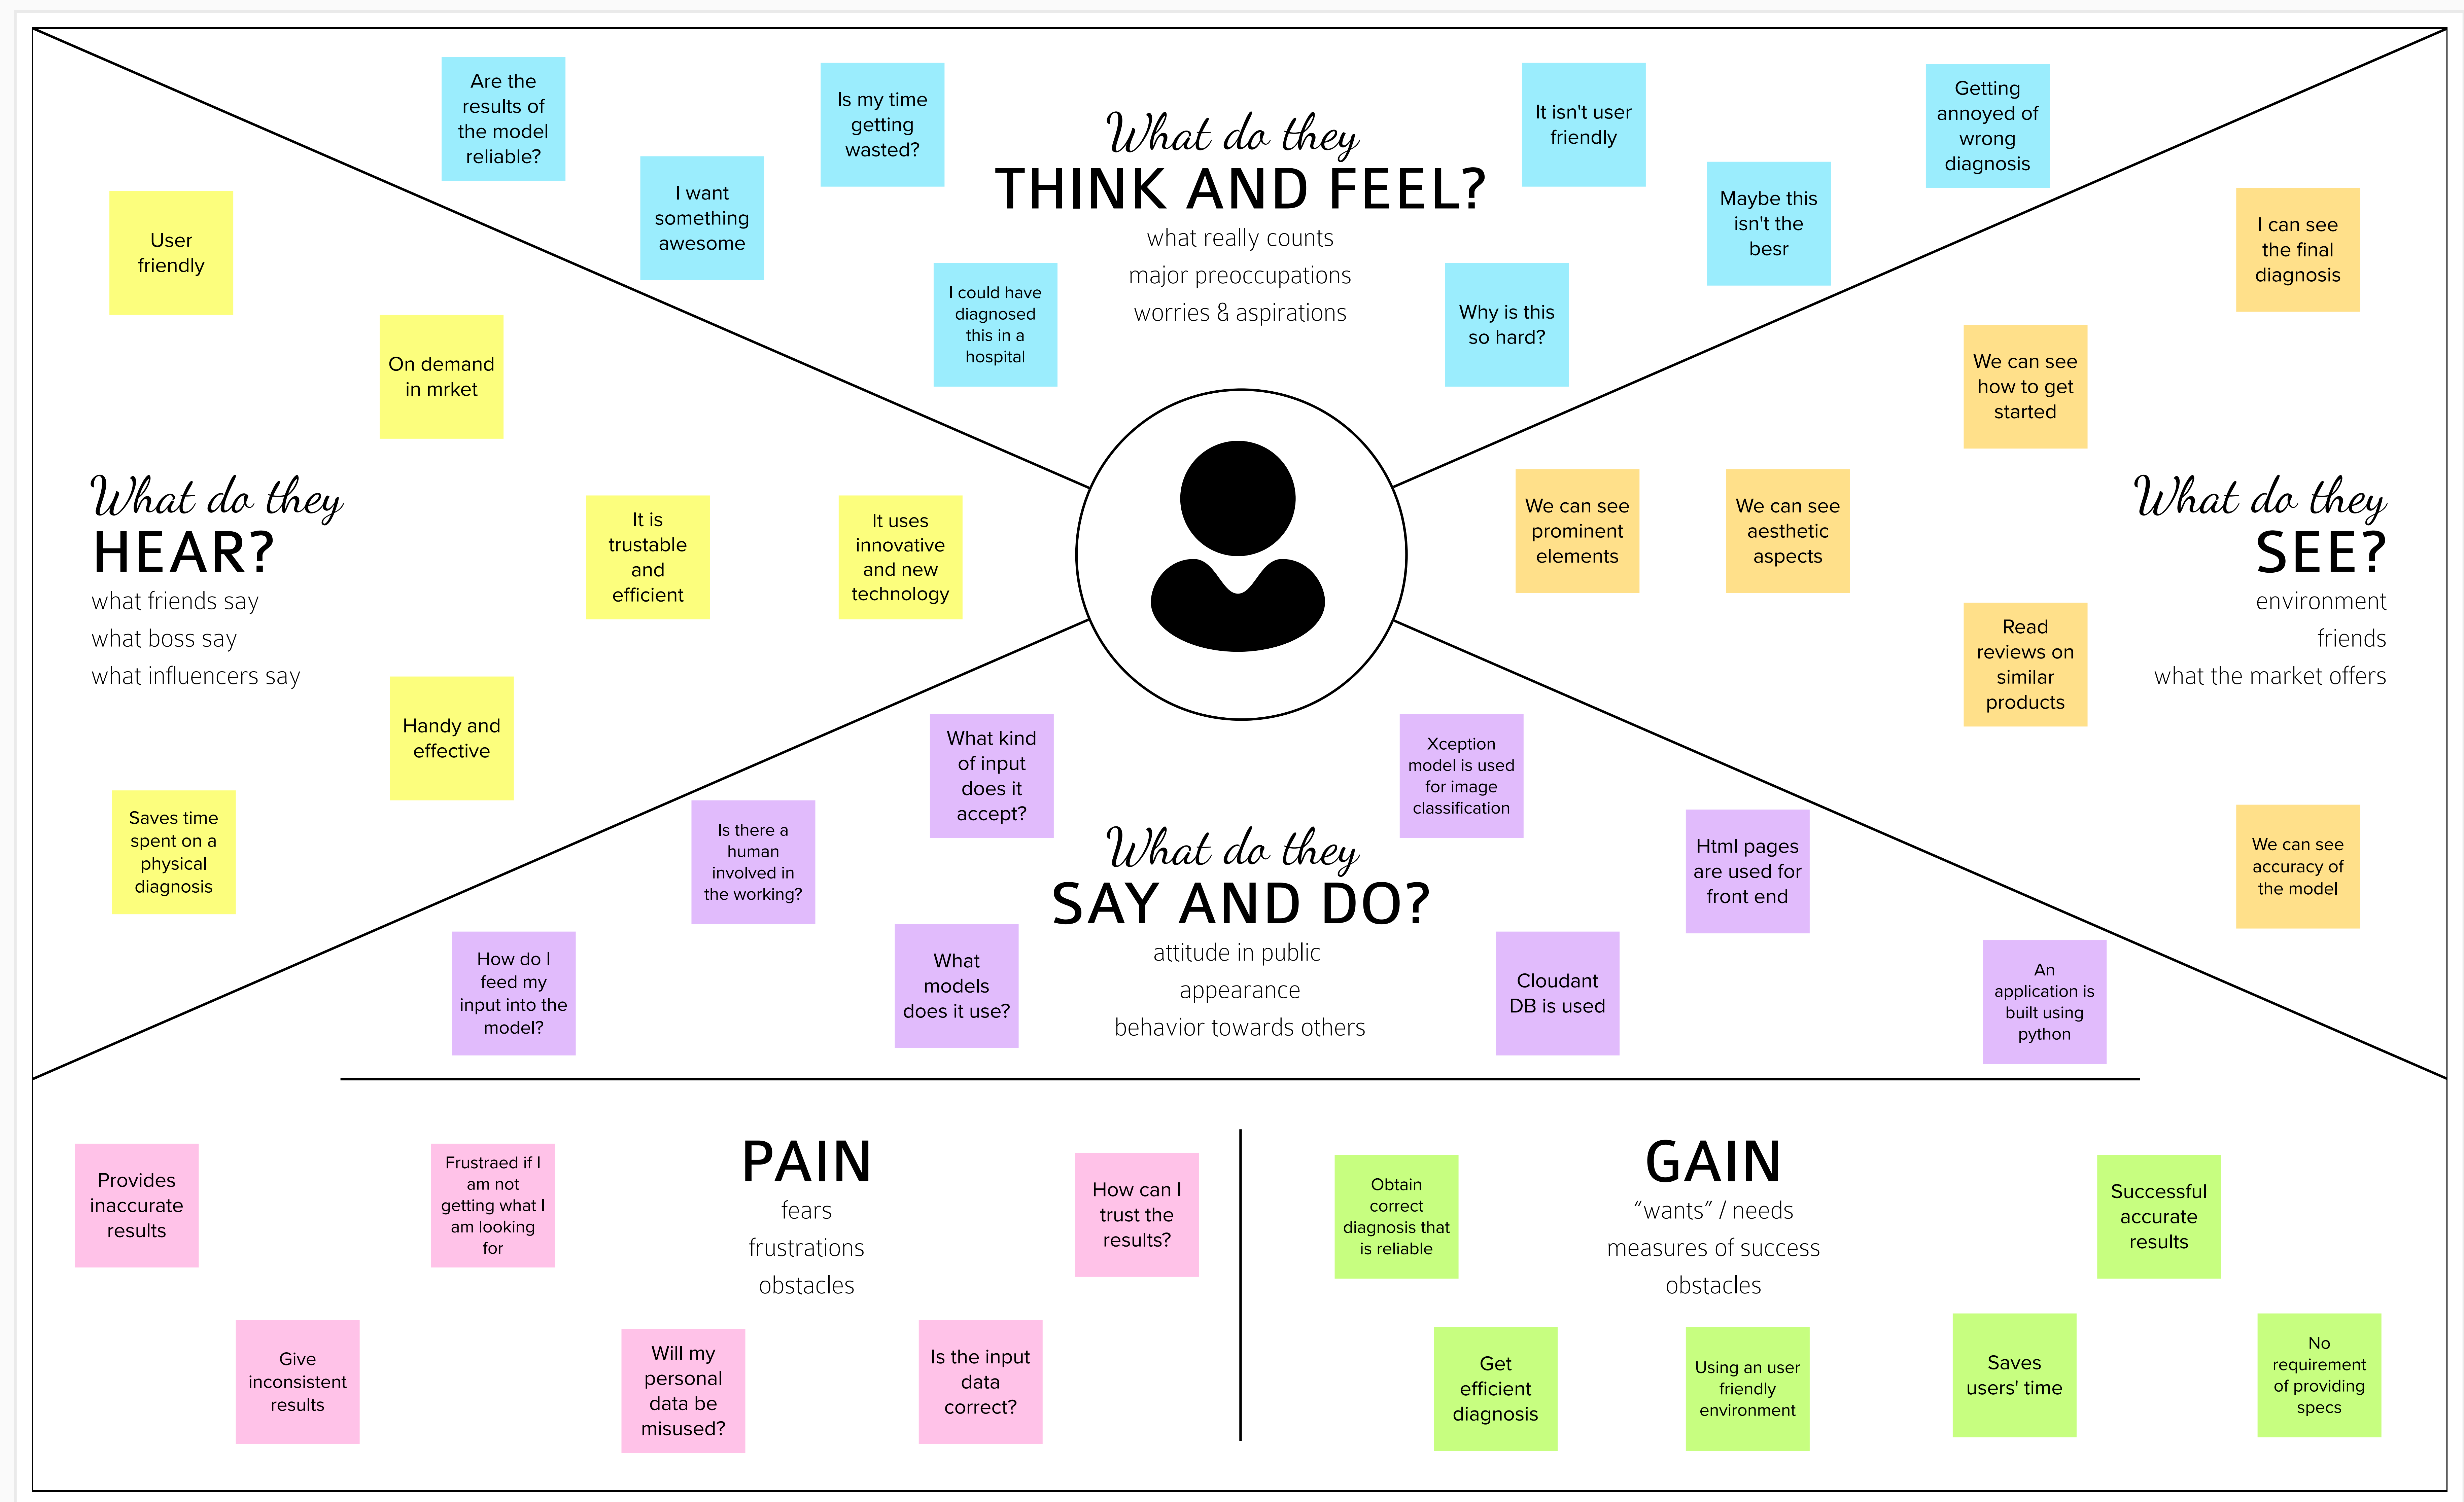 Are the
results of
the model
reliable?
I want
something
awesome
Is my time
getting
wasted?
I could have
diagnosed
this in a
hospital
What do they
THINK AND FEEL?
what really counts
major preoccupations
worries & aspirations
It isn't user
friendly
Why is this
so hard?
Maybe this
isn't the
besr
Getting
annoyed of
wrong
diagnosis
User
friendly
On demand
in mrket
What do they
HEAR?
what friends say
what boss say
what influencers say
It is
trustable
and
efficient
It uses
innovative
and new
technology
Handy and
effective
Saves time
spent on a
physical
diagnosis
I can see
the final
diagnosis
We can see
how to get
started
We can see
prominent
elements
We can see
aesthetic
aspects
What do they
SEE?
environment
friends
what the market offers
Read
reviews on
similar
products
We can see
accuracy of
the model
What kind
of input
does it
accept?
Is there a
human
involved in
the working?
How do I
feed my
input into the
model?
What
models
does it use?
What do they
SAY AND DO?
attitude in public
appearance
behavior towards others
Xception
model is used
for image
classification
Html pages
are used for
front end
Cloudant
DB is used
An
application is
built using
python
Provides
inaccurate
results
Frustraed if I
am not
getting what I
am looking
for
PAIN
fears
frustrations
obstacles
How can I
trust the
results?
Give
inconsistent
results
Will my
personal
data be
misused?
Is the input
data
correct?
Obtain
correct
diagnosis that
is reliable
GAIN
“wants” / needs
measures of success
obstacles
Successful
accurate
results
Get
efficient
diagnosis
Using an user
friendly
environment
Saves
users' time
No
requirement
of providing
specs